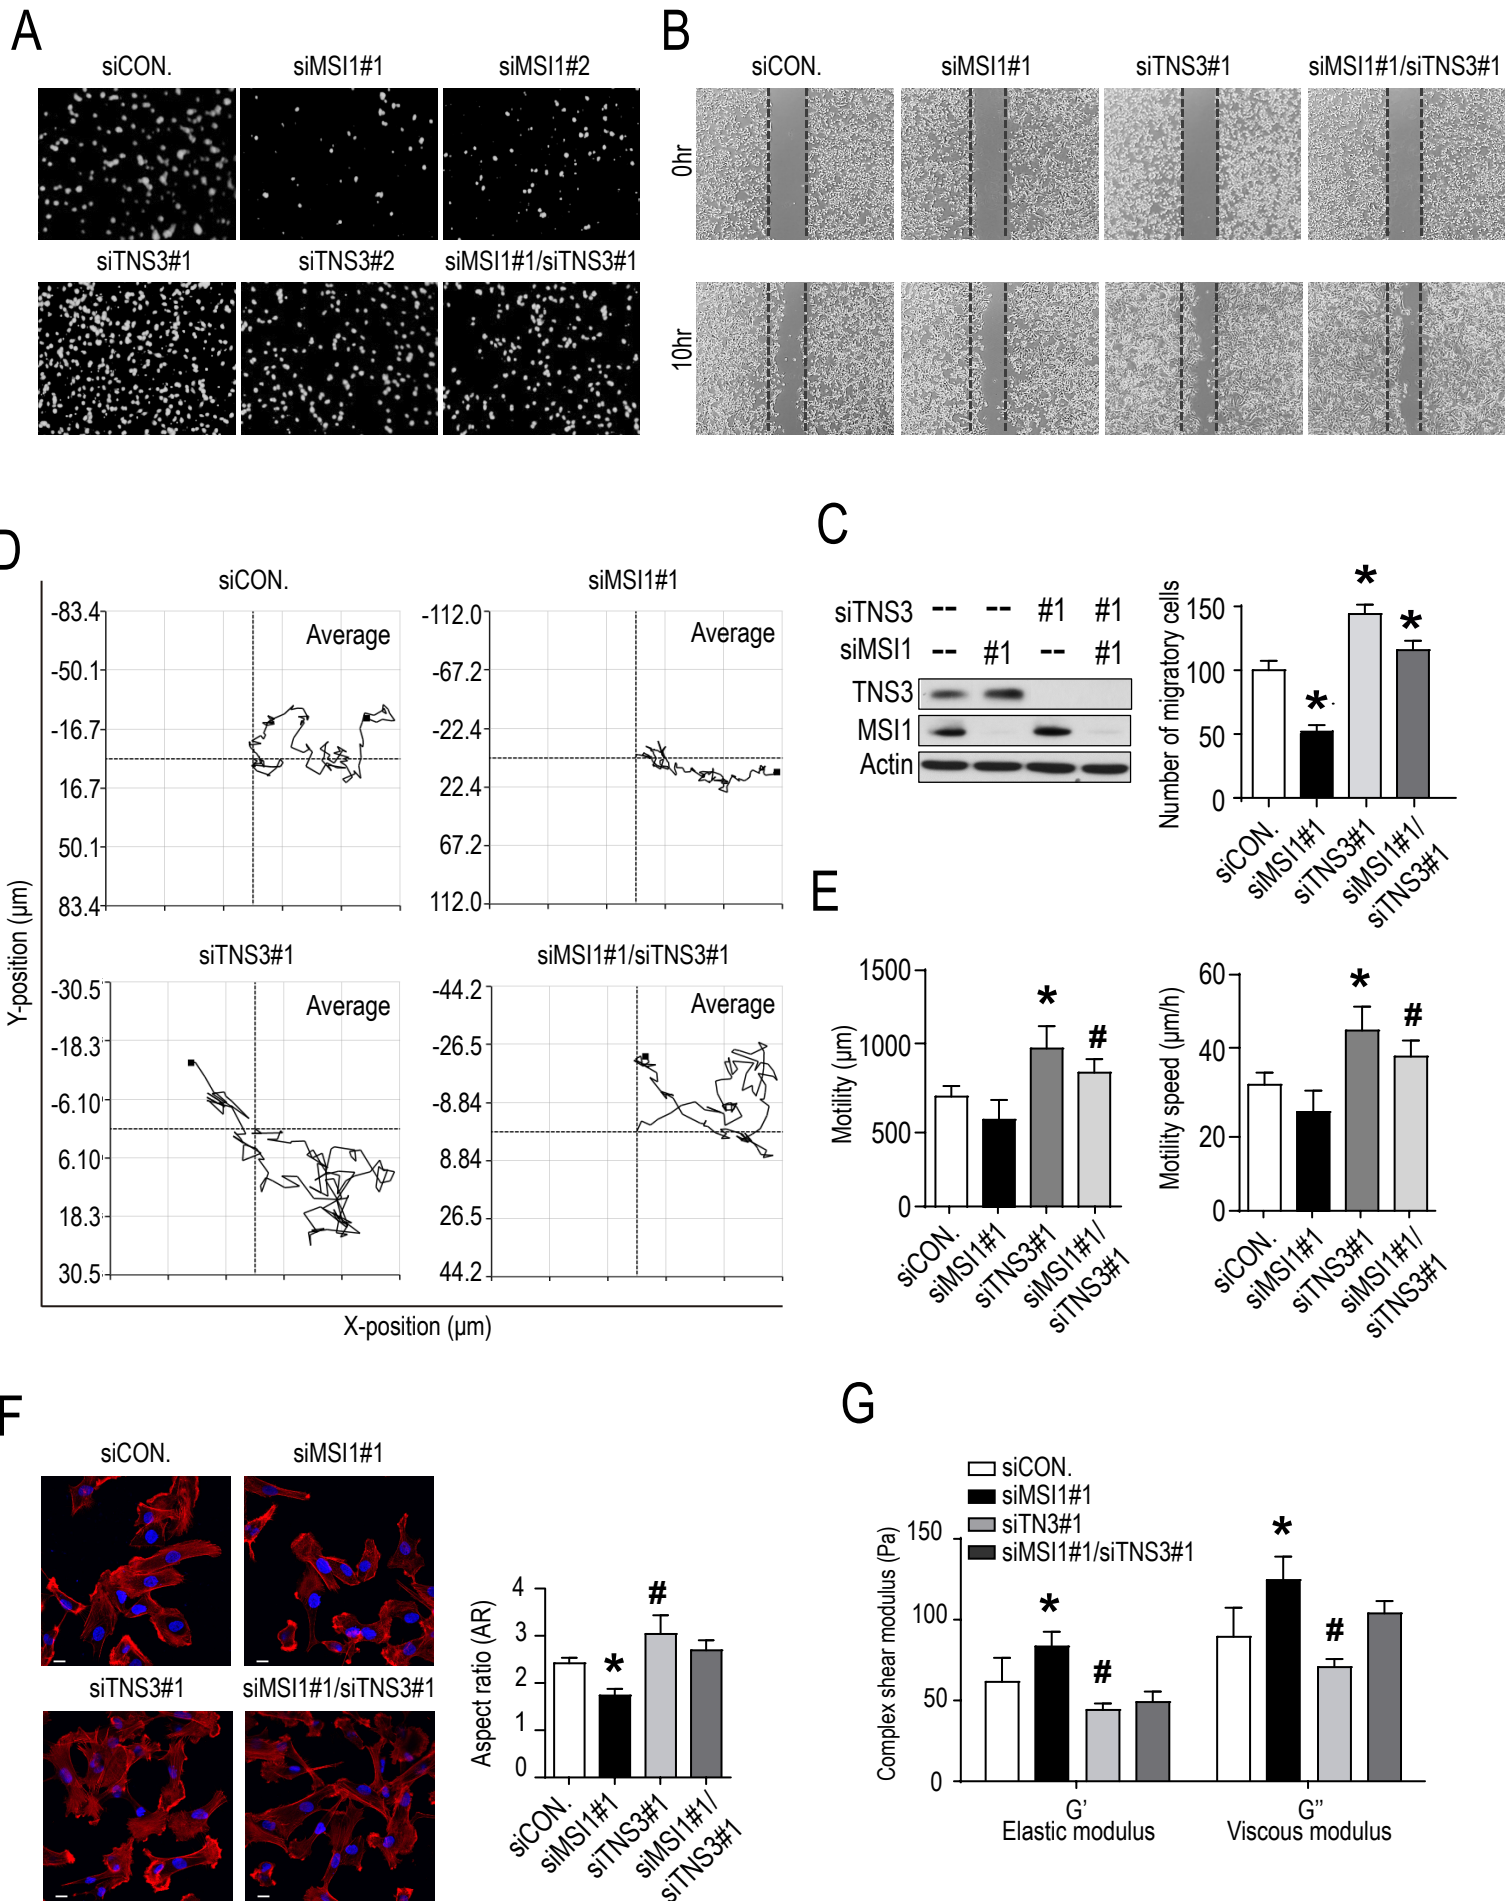 A
siCON.
siMSI1#1
siMSI1#2
siTNS3#1
siTNS3#2
siMSI1#1/siTNS3#1
B
siCON.
siMSI1#1
siTNS3#1
siMSI1#1/siTNS3#1
0hr
10hr
C
siTNS3 -- -- #1 #1
siMSI1 -- #1 -- #1
TNS3
MSI1
Actin
Number of migratory cells
150
100
50
0
*
*
*
siCON.
siMSI1#1
siTNS3#1
siMSI1#1/
siTNS3#1
D
Y-position (µm)
siCON.
Average
-83.4
-50.1
-16.7
16.7
50.1
83.4
siMSI1#1
Average
-112.0
-67.2
-22.4
22.4
67.2
112.0
siTNS3#1
Average
-30.5
-18.3
-6.10
6.10
18.3
30.5
siMSI1#1/siTNS3#1
Average
-44.2
-26.5
-8.84
8.84
26.5
44.2
X-position (µm)
E
Motility (µm)
1500
1000
500
0
*
#
siCON.
siMSI1#1
siTNS3#1
siMSI1#1/
siTNS3#1
Motility speed (µm/h)
60
40
20
0
*
#
siCON.
siMSI1#1
siTNS3#1
siMSI1#1/
siTNS3#1
F
siCON.
siMSI1#1
siTNS3#1
siMSI1#1/siTNS3#1
Aspect ratio (AR)
4
3
2
1
0
*
#
siCON.
siMSI1#1
siTNS3#1
siMSI1#1/
siTNS3#1
G
siCON.
siMSI1#1
siTN3#1
siMSI1#1/siTNS3#1
Complex shear modulus (Pa)
150
100
50
0
*
#
*
#
G'
Elastic modulus
G''
Viscous modulus